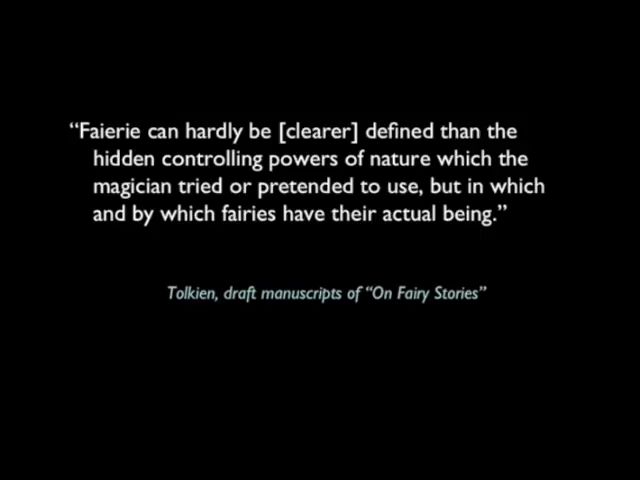 “Faierie can hardly be [clearer] defined than the
hidden controlling powers of nature which the
magician tried or pretended to use, but in which
and by which fairies have their actual being.”
Tolkien, draft manuscripts of “On Fairy Stories”